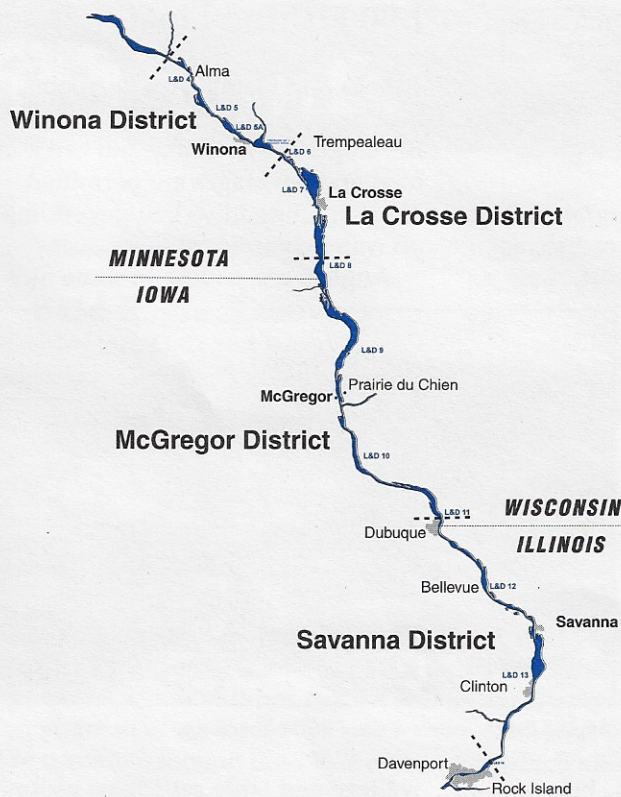 Alma
L&D 4
L&D 5
Winona District
L&D 5A
Winona
Trempealeau
L&D 6
L&D 7
La Crosse
La Crosse District
MINNESOTA
L&D 8
IOWA
L&D 9
Prairie du Chien
McGregor
McGregor District
L&D 10
WISCONSIN
L&D 11
Dubuque
ILLINOIS
Bellevue
L&D 12
Savanna
Savanna District
L&D 13
Clinton
Davenport
Rock Island